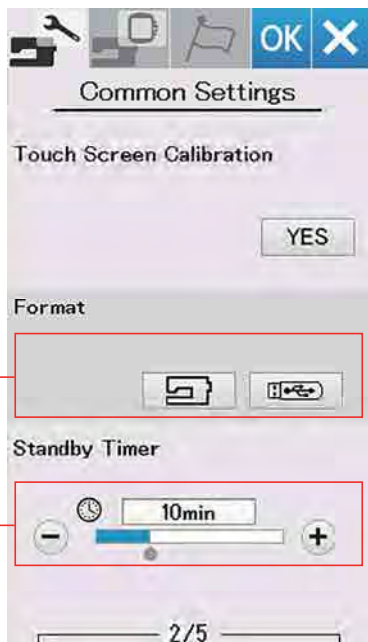 OK
Common Settings
Touch Screen Calibration
YES
Format
Standby Timer
10min
2/5